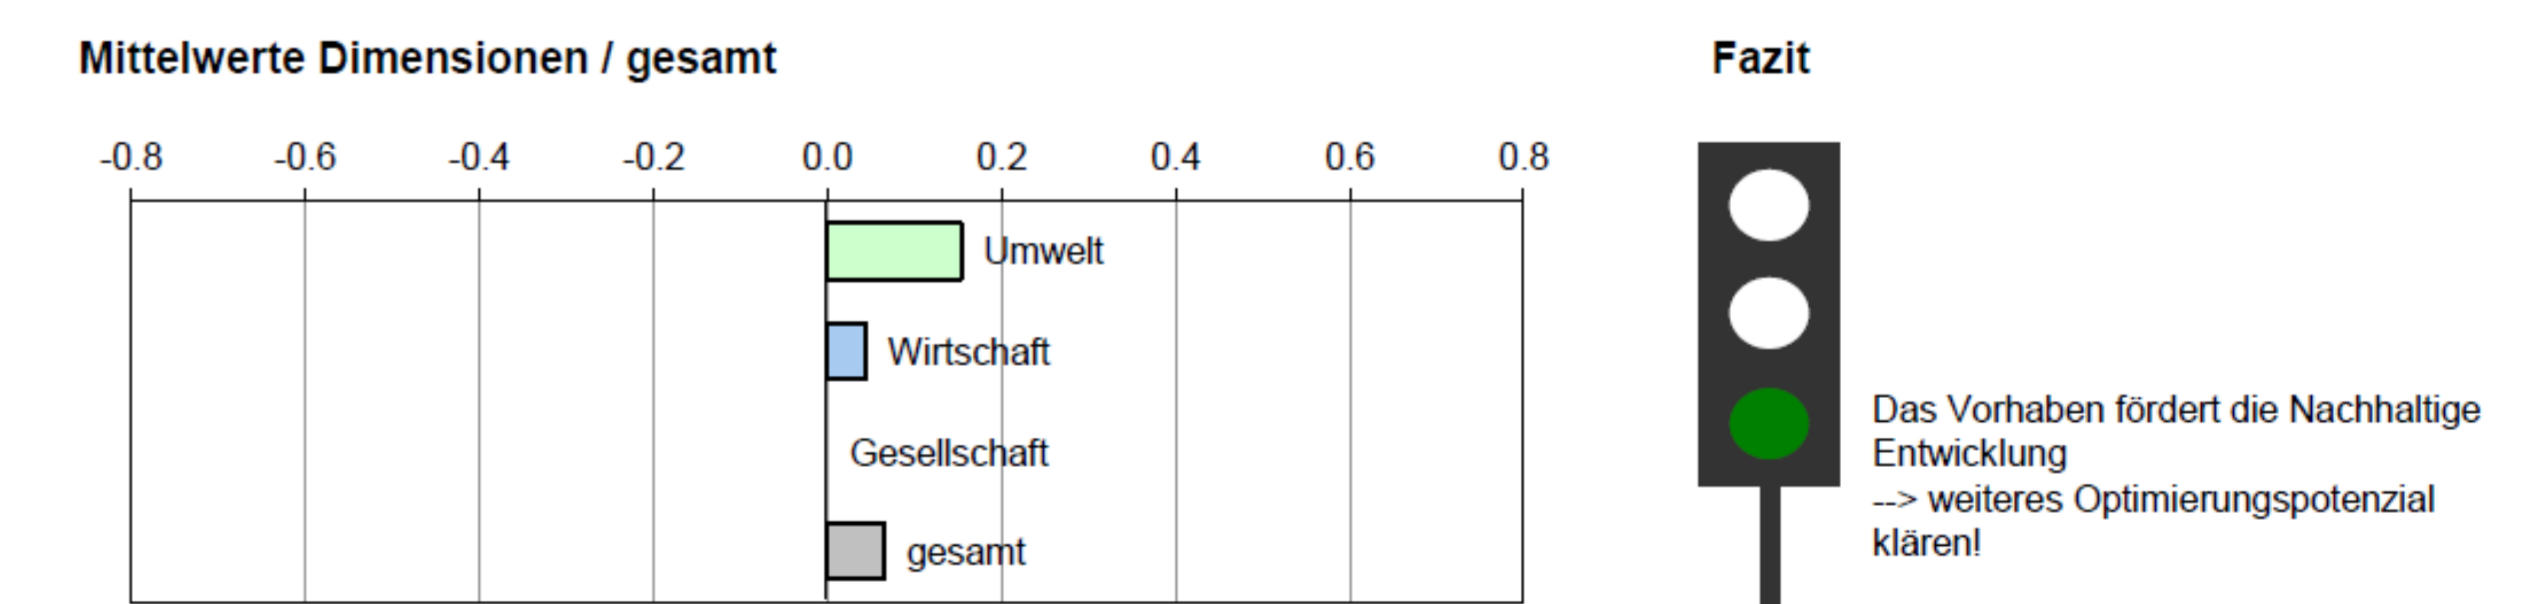 Mittelwerte Dimensionen / gesamt
Fazit
-0.8 -0.6 -0.4 -0.2 0.0 0.2 0.4 0.6 0.8
Umwelt
Wirtschaft
Gesellschaft
gesamt
Das Vorhaben fördert die Nachhaltige
Entwicklung
--> weiteres Optimierungspotenzial
klären!